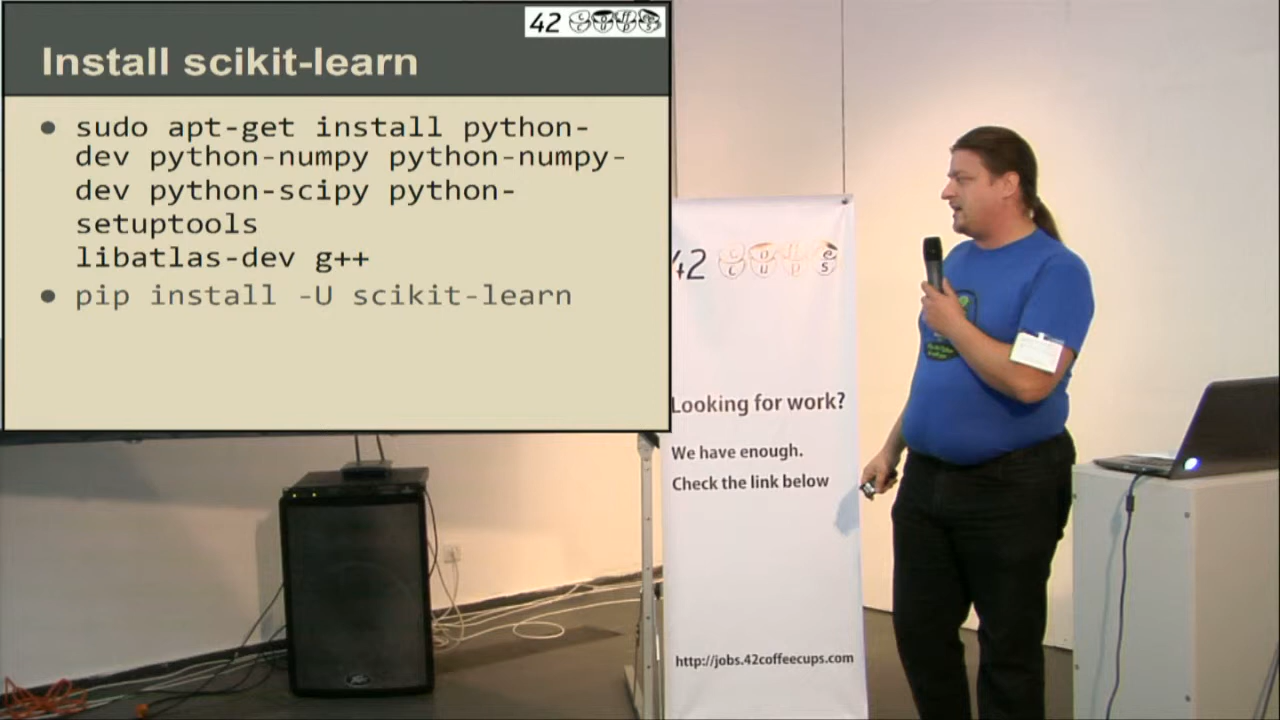 42 cups
Install scikit-learn
sudo apt-get install python-
dev python-numpy python-numpy-
dev python-scipy python-
setuptools
libatlas-dev g++
pip install -U scikit-learn
42 c cups
Looking for work?
We have enough.
Check the link below
http://jobs.42coffeecups.com